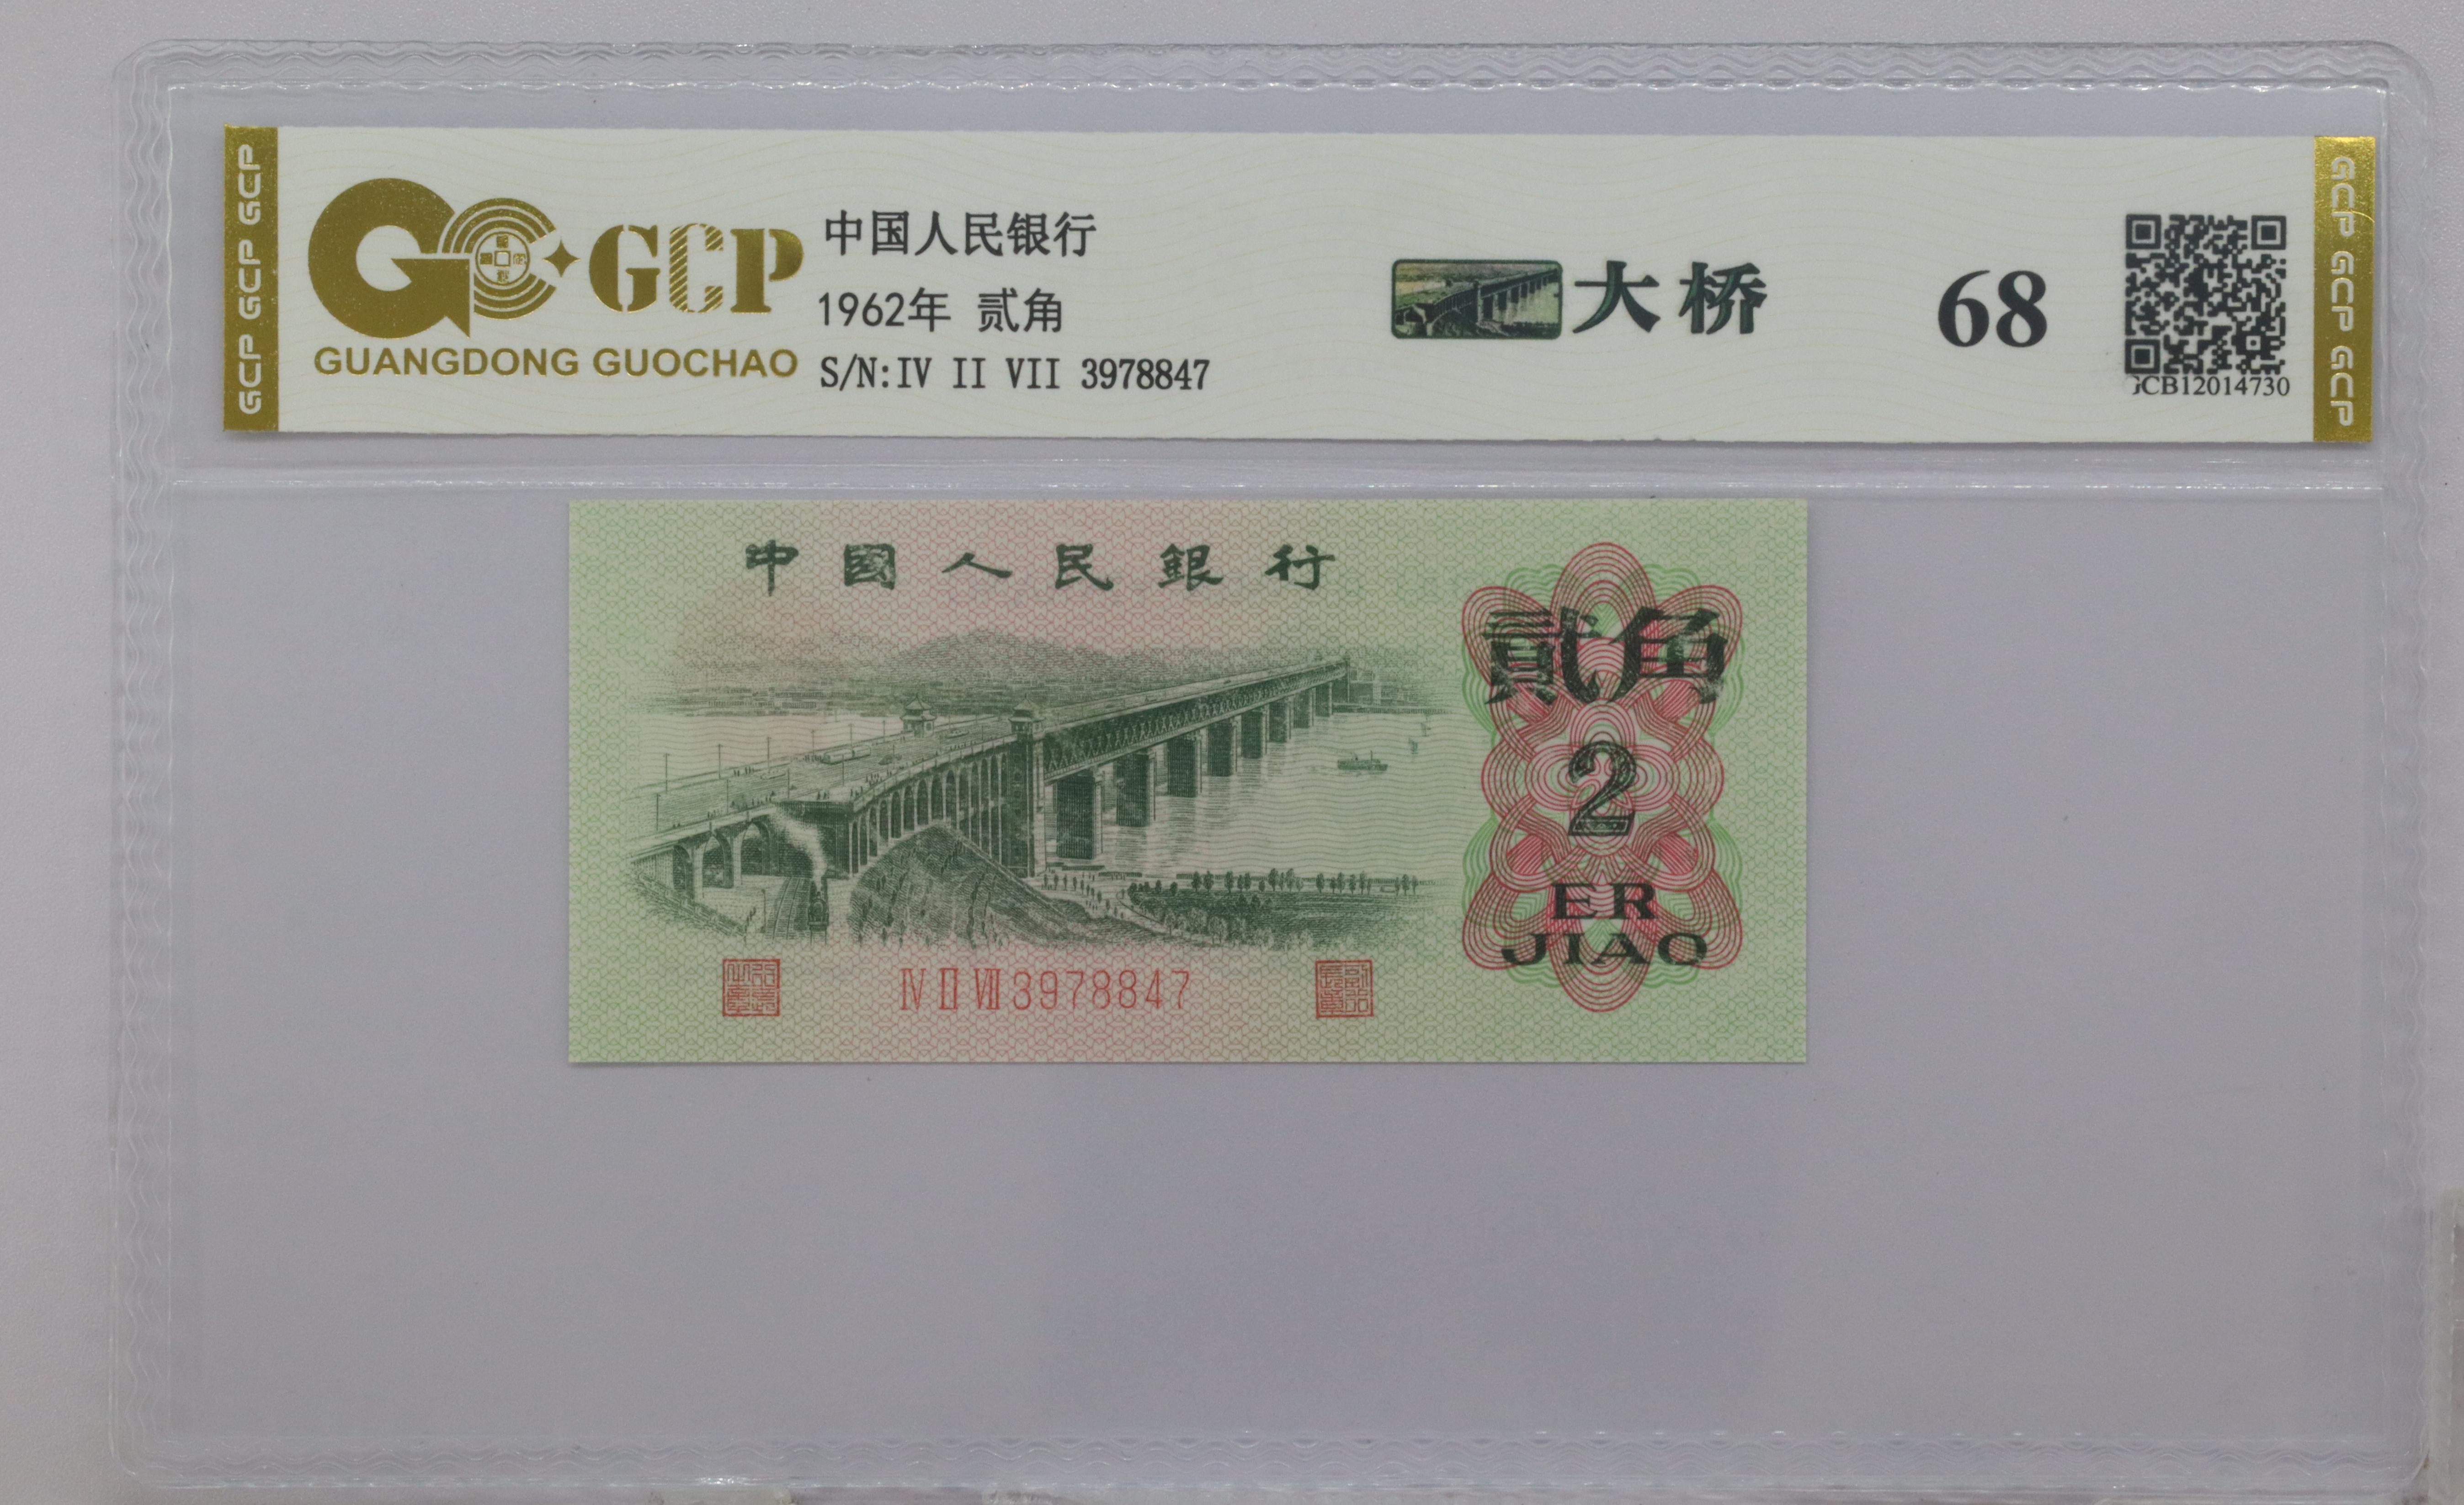 GCP GCP GCP
GCP
GUANGDONG GUOCHAO
中国人民银行
1962年 贰角
S/N:IV II VII 3978847
大桥
68
CB12014730
GCP GCP GCP
中國人民銀行
貳角
2
ER
JIAO
IV II VII 3978847